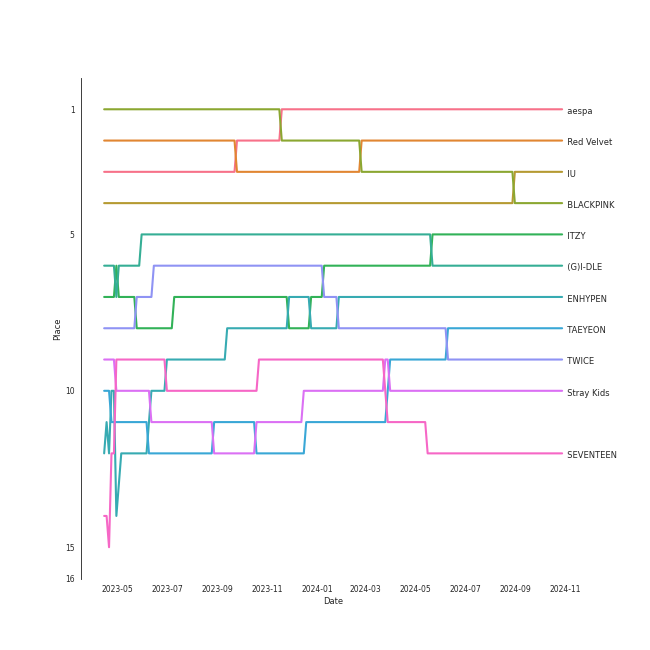 1
aespa
Red Velvet
IU
BLACKPINK
5
ITZY
(G)I-DLE
ENHYPEN
TAEYEON
TWICE
10
Stray Kids
SEVENTEEN
15
16
Place
2023-05 2023-07 2023-09 2023-11 2024-01 2024-03 2024-05 2024-07 2024-09 2024-11
Date